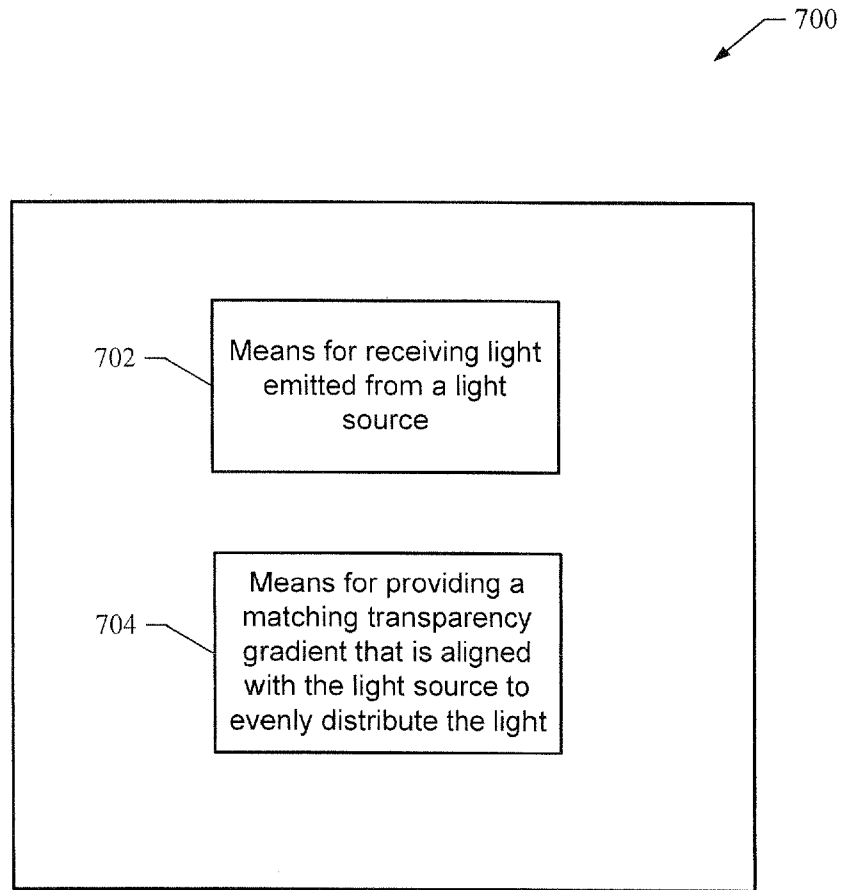 700
702
Means for receiving light
emitted from a light
source
704
Means for providing a
matching transparency
gradient that is aligned
with the light source to
evenly distribute the light